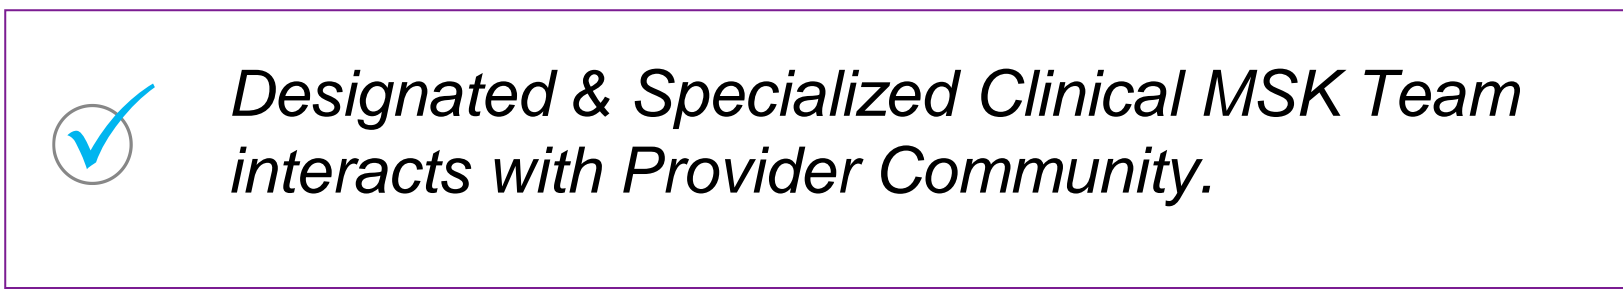 Designated & Specialized Clinical MSK Team
interacts with Provider Community.